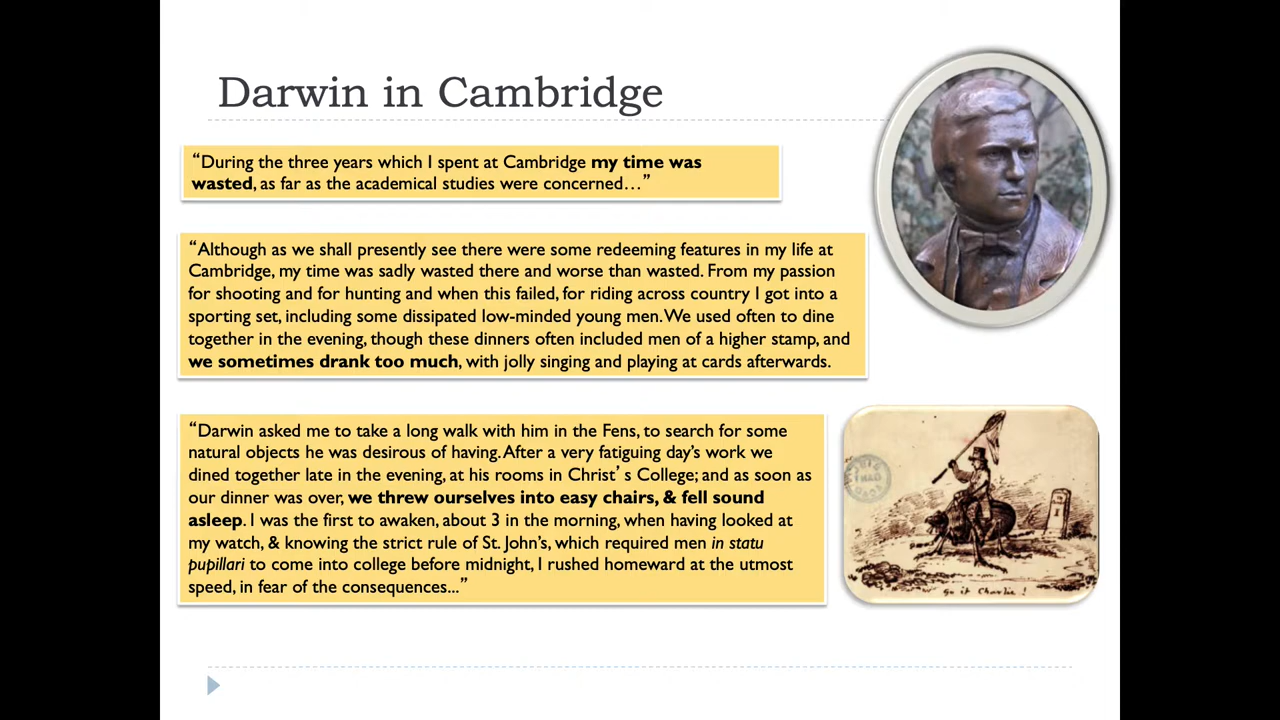 Darwin in Cambridge
“During the three years which I spent at Cambridge my time was
wasted, as far as the academical studies were concerned…”
“Although as we shall presently see there were some redeeming features in my life at
Cambridge, my time was sadly wasted there and worse than wasted. From my passion
for shooting and for hunting and when this failed, for riding across country I got into a
sporting set, including some dissipated low-minded young men. We used often to dine
together in the evening, though these dinners often included men of a higher stamp, and
we sometimes drank too much, with jolly singing and playing at cards afterwards.
“Darwin asked me to take a long walk with him in the Fens, to search for some
natural objects he was desirous of having. After a very fatiguing day’s work we
dined together late in the evening, at his rooms in Christ’ s College; and as soon as
our dinner was over, we threw ourselves into easy chairs, & fell sound
asleep. I was the first to awaken, about 3 in the morning, when having looked at
my watch, & knowing the strict rule of St. John’s, which required men in statu
pupillari to come into college before midnight, I rushed homeward at the utmost
speed, in fear of the consequences...”
Go it Charlie !